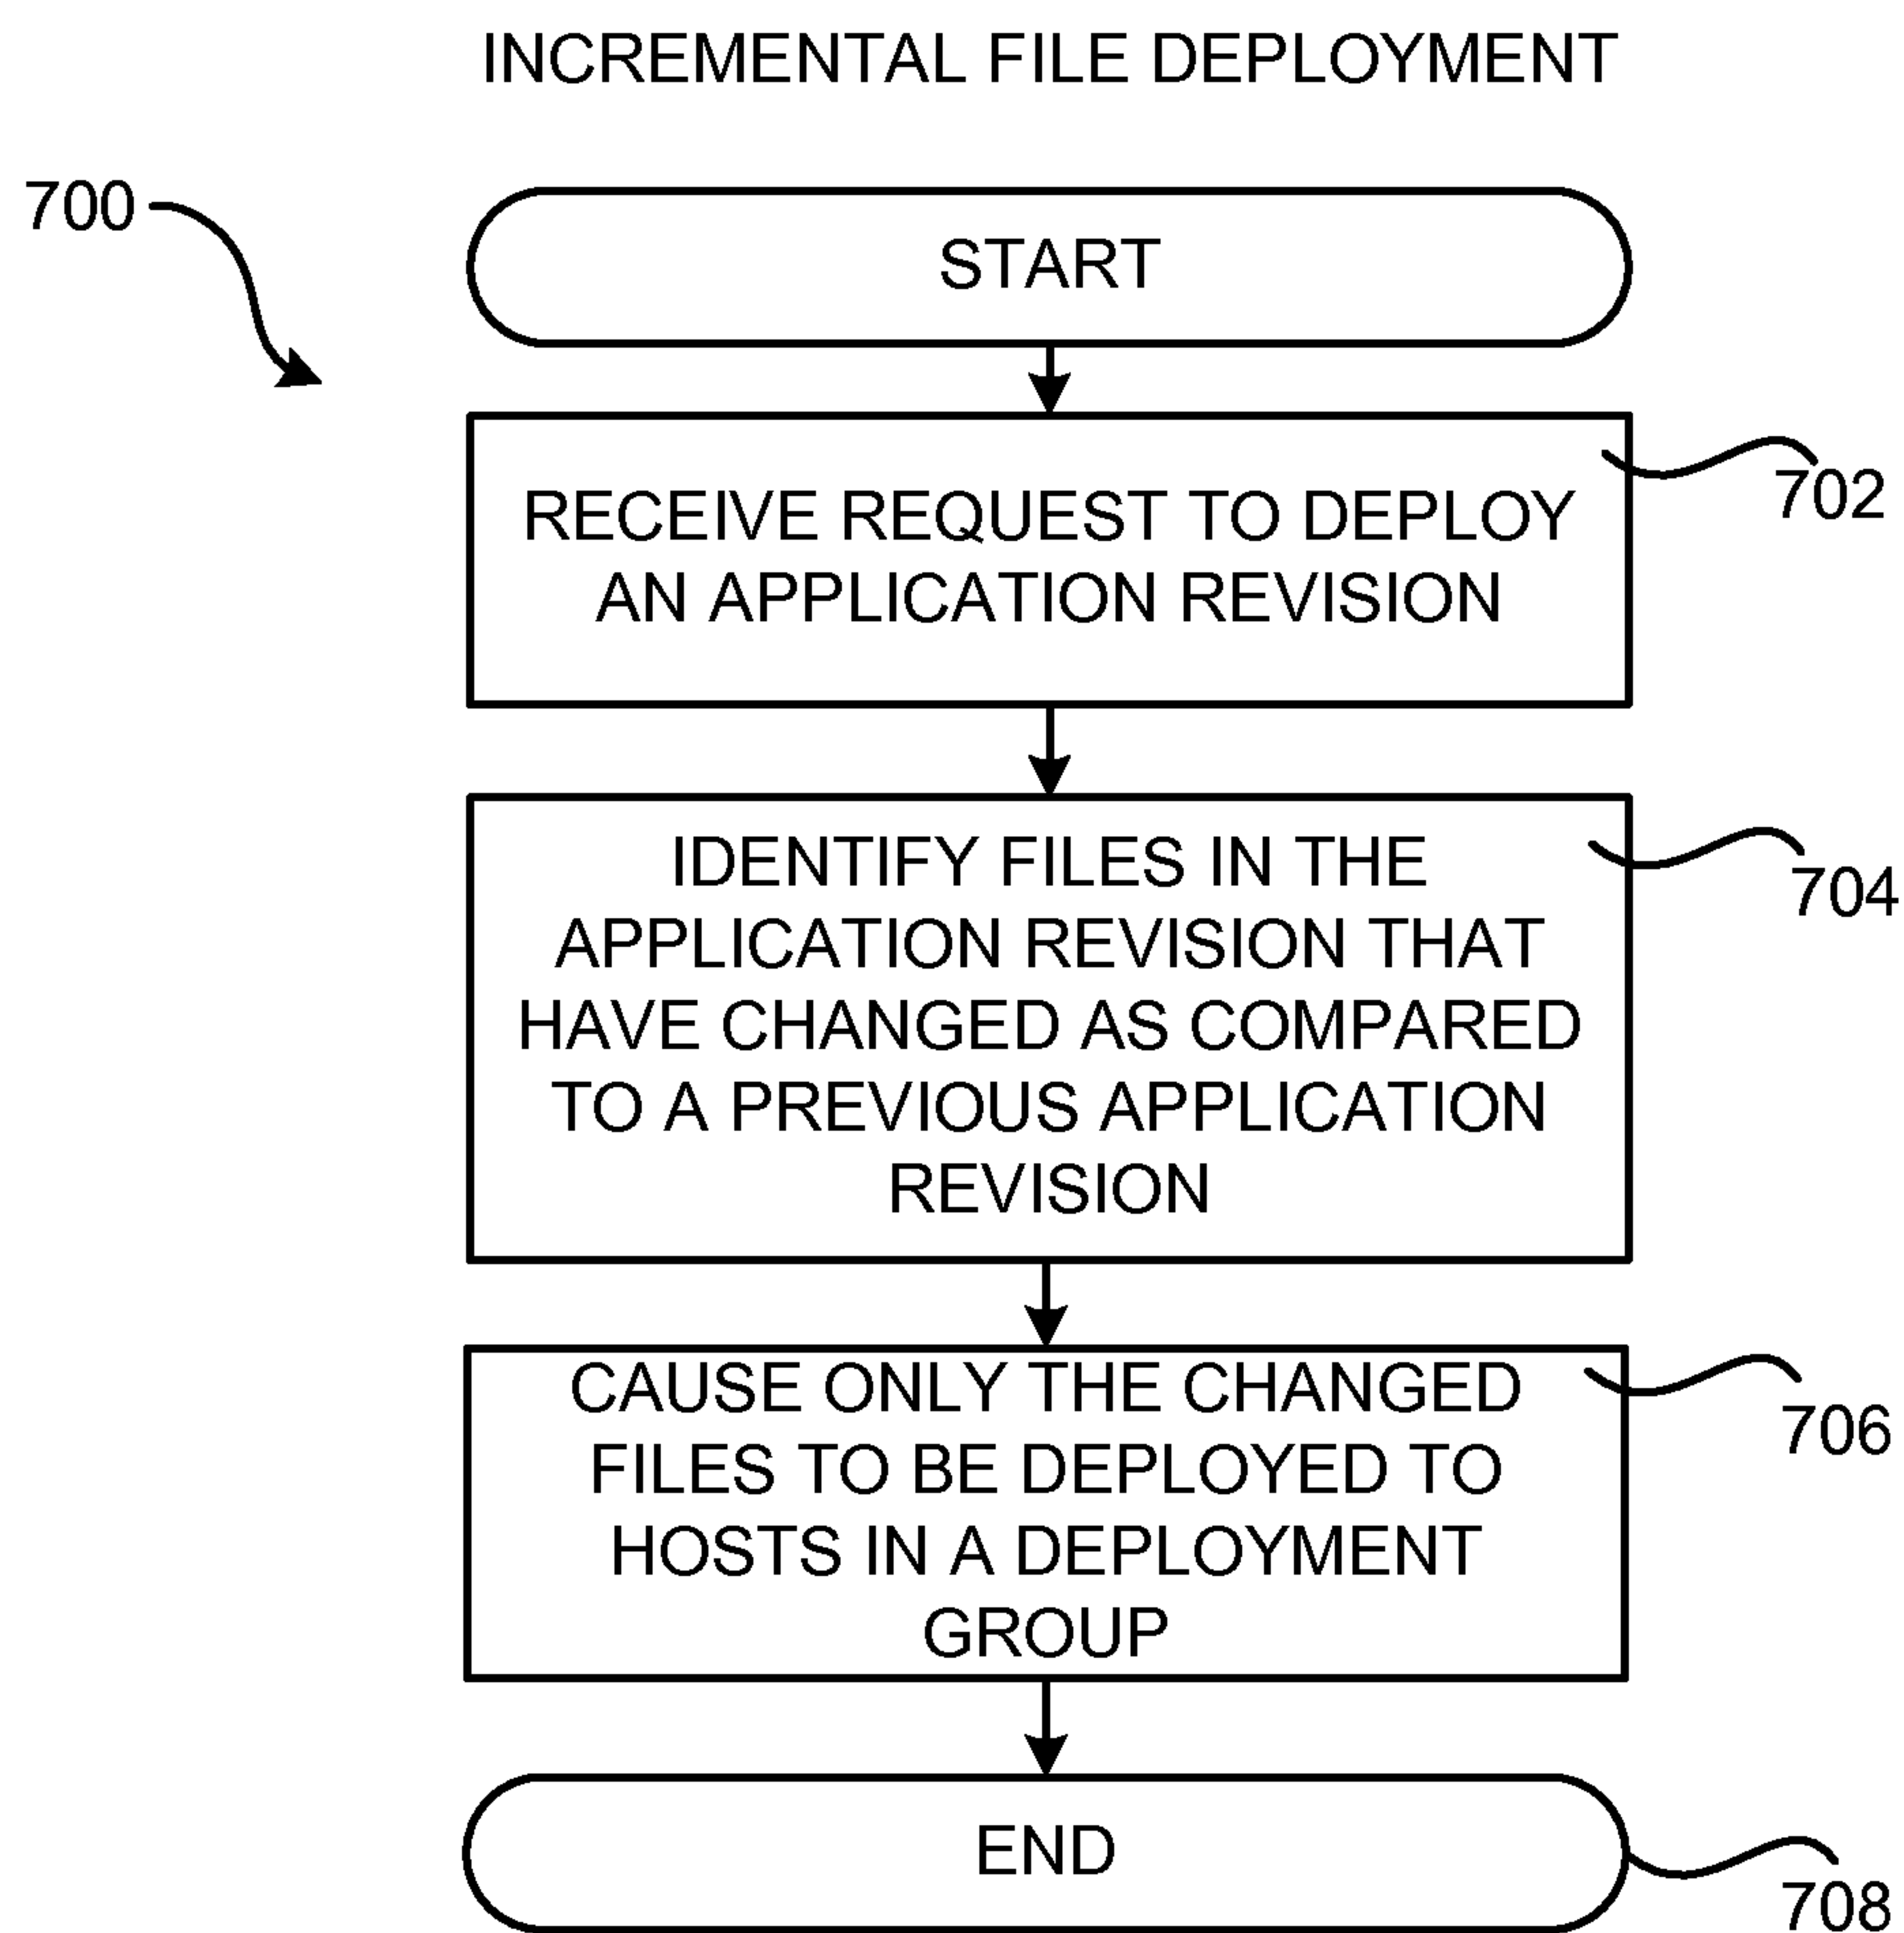 INCREMENTAL FILE DEPLOYMENT
700
START
RECEIVE REQUEST TO DEPLOY
AN APPLICATION REVISION
702
IDENTIFY FILES IN THE
APPLICATION REVISION THAT
HAVE CHANGED AS COMPARED
TO A PREVIOUS APPLICATION
REVISION
704
CAUSE ONLY THE CHANGED
FILES TO BE DEPLOYED TO
HOSTS IN A DEPLOYMENT
GROUP
706
END
708